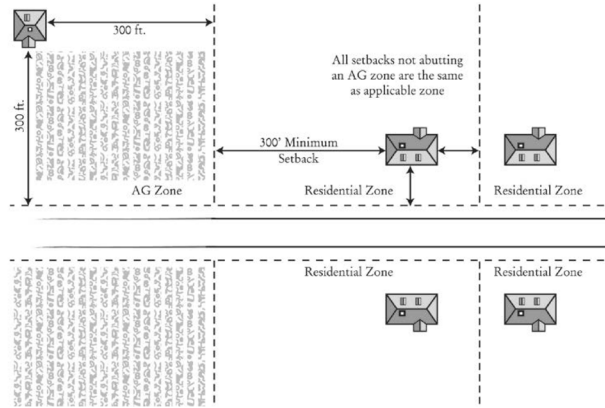 300 ft.
300 ft.
All setbacks not abutting
an AG zone are the same
as applicable zone
300' Minimum
Setback
AG Zone
Residential Zone
Residential Zone
Residential Zone
Residential Zone